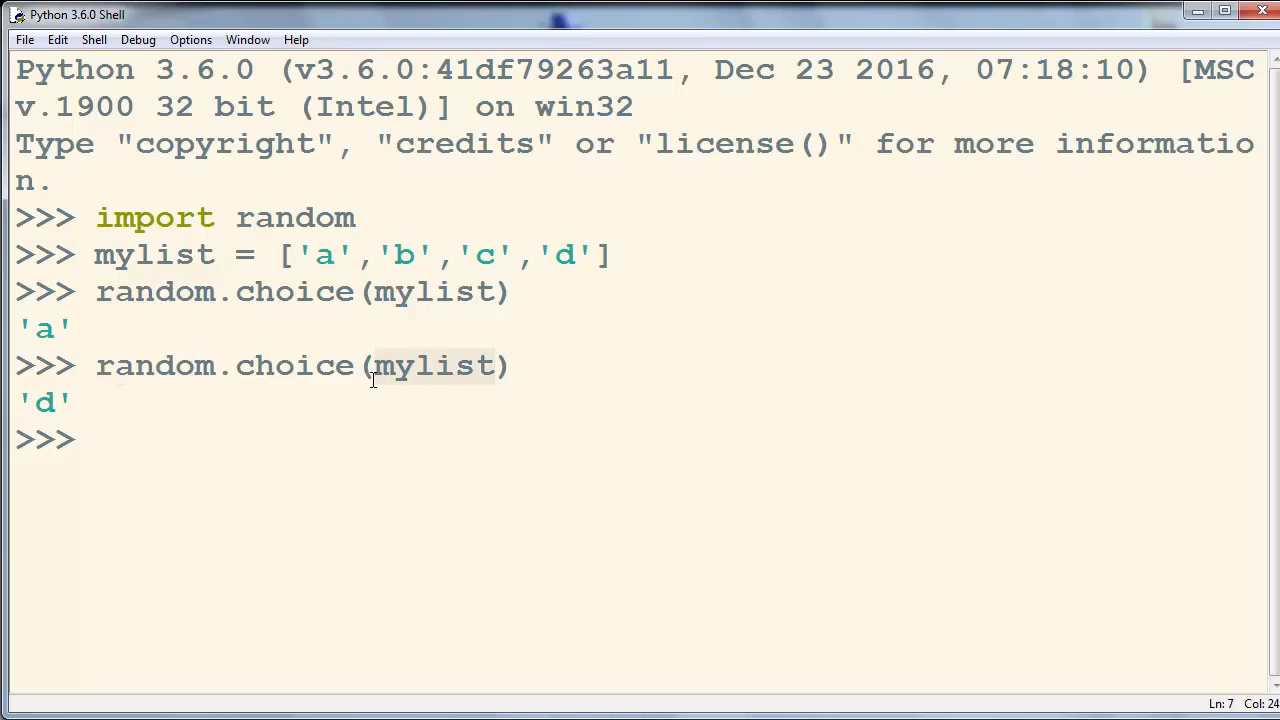 Python 3.6.0 Shell
File Edit Shell Debug Options Window Help
Python 3.6.0 (v3.6.0:41df79263a11, Dec 23 2016, 07:18:10) [MSC
v.1900 32 bit (Intel)] on win32
Type "copyright", "credits" or "license()" for more informatio
n.
>>> import random
>>> mylist = ['a','b','c','d']
>>> random.choice(mylist)
'a'
>>> random.choice(mylist)
'd'
>>>
Ln: 7 Col: 24